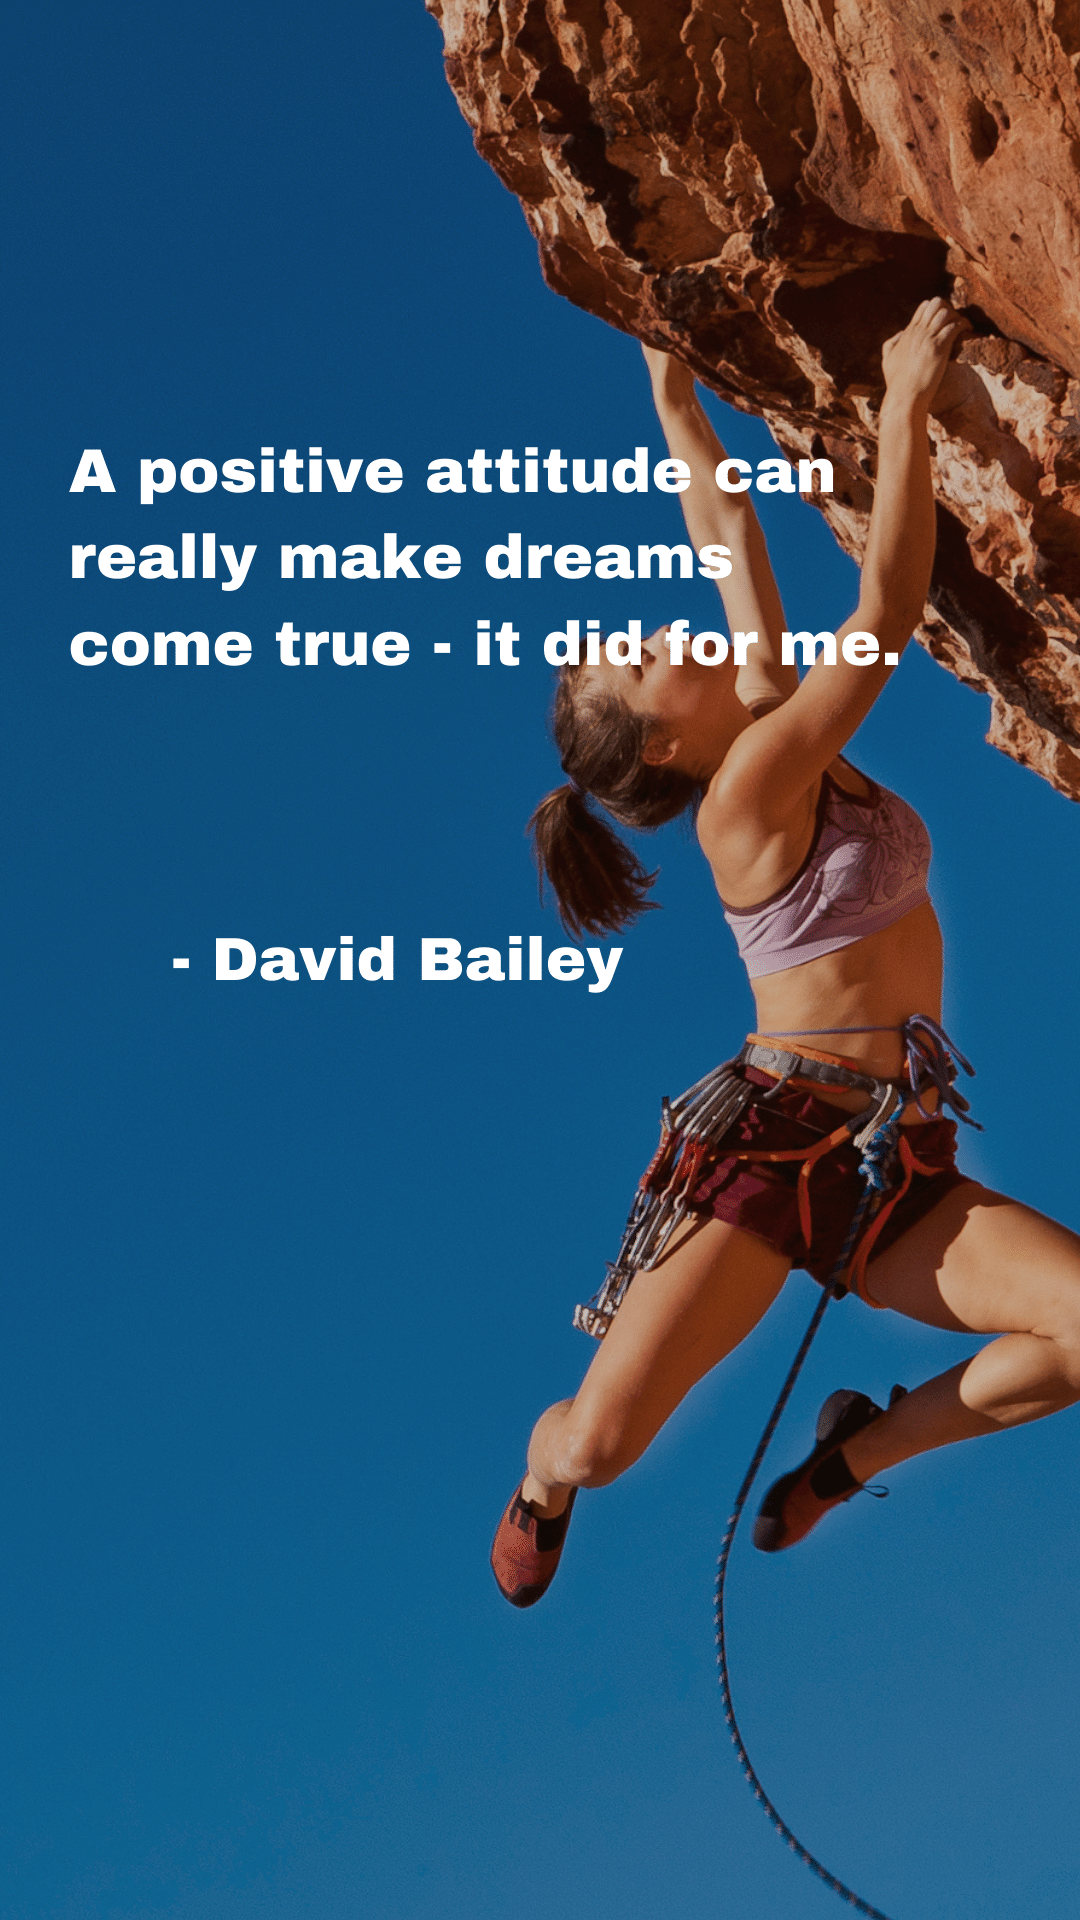 A positive attitude can
really make dreams
come true - it did for me.
- David Bailey